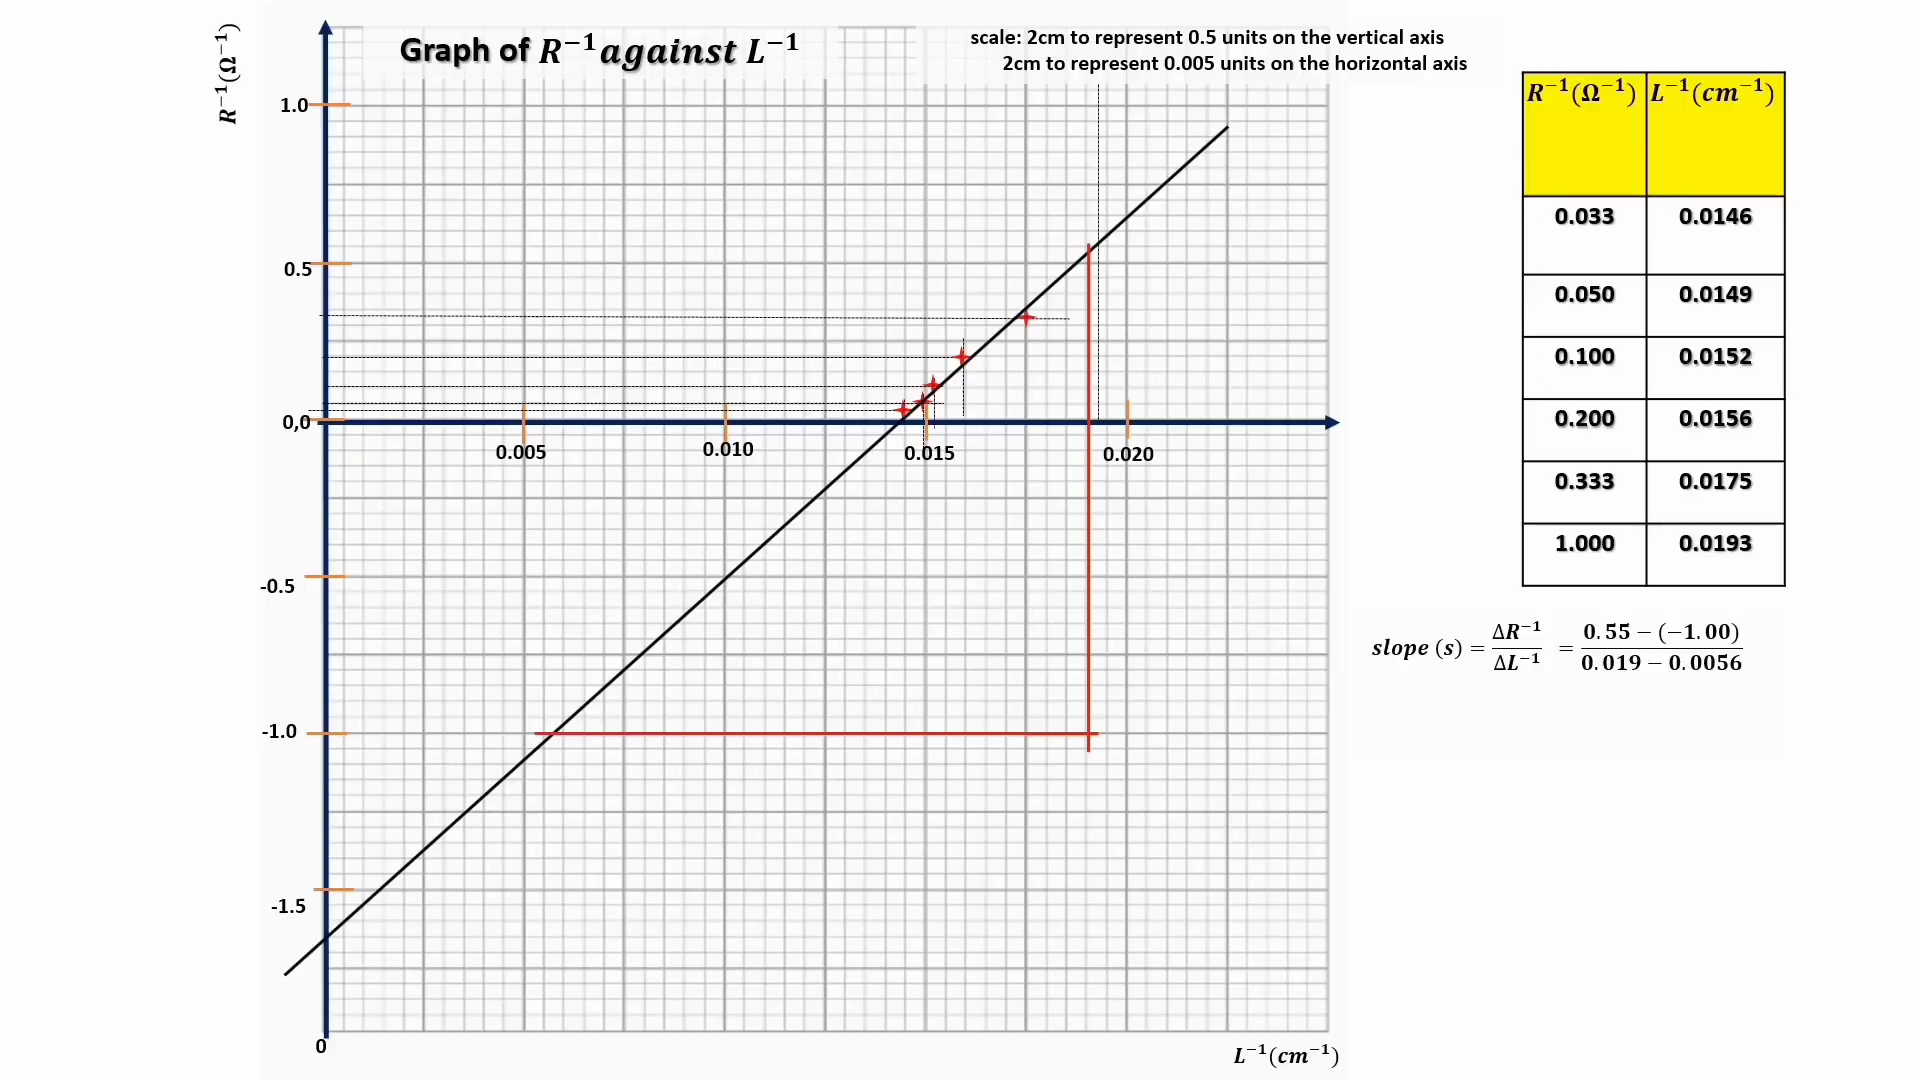 Graph of R⁻¹against L⁻¹
scale: 2cm to represent 0.5 units on the vertical axis
2cm to represent 0.005 units on the horizontal axis
R⁻¹(Ω⁻¹)
1.0
0.5
0,0
-0.5
-1.0
-1.5
0
0.005
0.010
0.015
0.020
L⁻¹(cm⁻¹)
R⁻¹(Ω⁻¹) L⁻¹(cm⁻¹)
0.033 0.0146
0.050 0.0149
0.100 0.0152
0.200 0.0156
0.333 0.0175
1.000 0.0193
slope (s) = ΔR⁻¹/ΔL⁻¹ = 0.55 − (−1.00)/0.019 − 0.0056